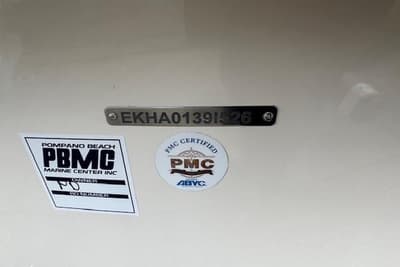 EKHA0139I526
POMPANO BEACH
PBMC
MARINE CENTER INC
PMC CERTIFIED
PMC
ABYC